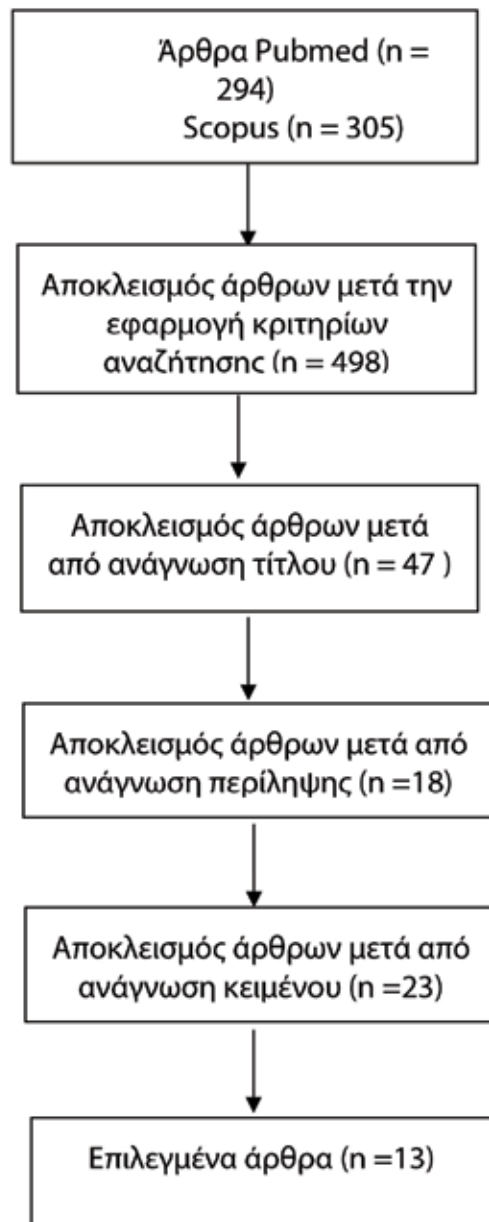 Άρθρα Pubmed (n =
294)
Scopus (n = 305)
Αποκλεισμός άρθρων μετά την
εφαρμογή κριτηρίων
αναζήτησης (n = 498)
Αποκλεισμός άρθρων μετά
από ανάγνωση τίτλου (n = 47 )
Αποκλεισμός άρθρων μετά από
ανάγνωση περίληψης (n =18)
Αποκλεισμός άρθρων μετά από
ανάγνωση κειμένου (n =23)
Επιλεγμένα άρθρα (n =13)